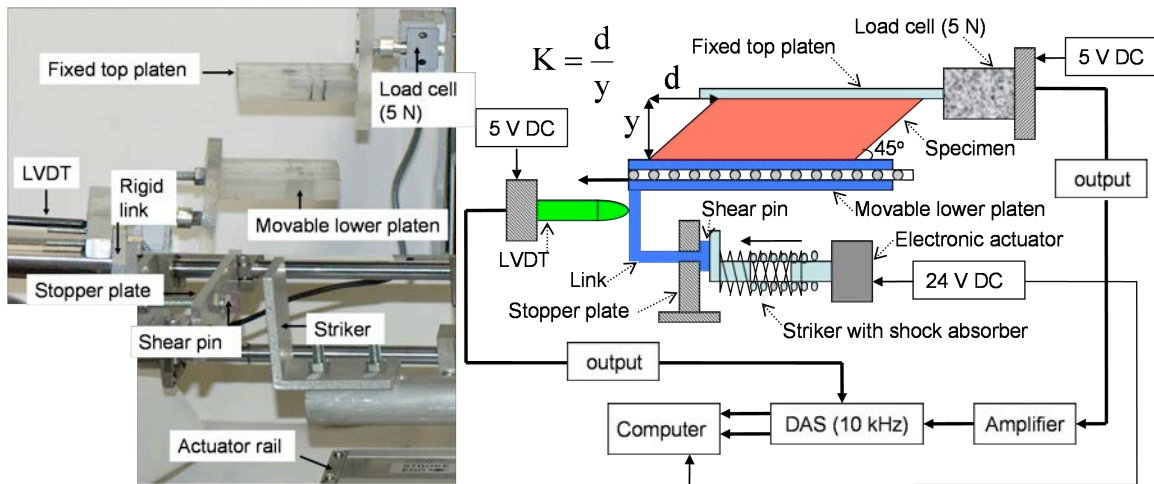 Fixed top platen
Load cell
(5 N)
LVDT
Rigid
link
Movable lower platen
Stopper plate
Shear pin
Striker
Actuator rail
STROKE
END
K = d
y
d
y
Fixed top platen
Load cell (5 N)
5 V DC
5 V DC
45º
Specimen
output
Movable lower platen
Shear pin
Electronic actuator
LVDT
Link
24 V DC
Stopper plate
Striker with shock absorber
output
Computer
DAS (10 kHz)
Amplifier